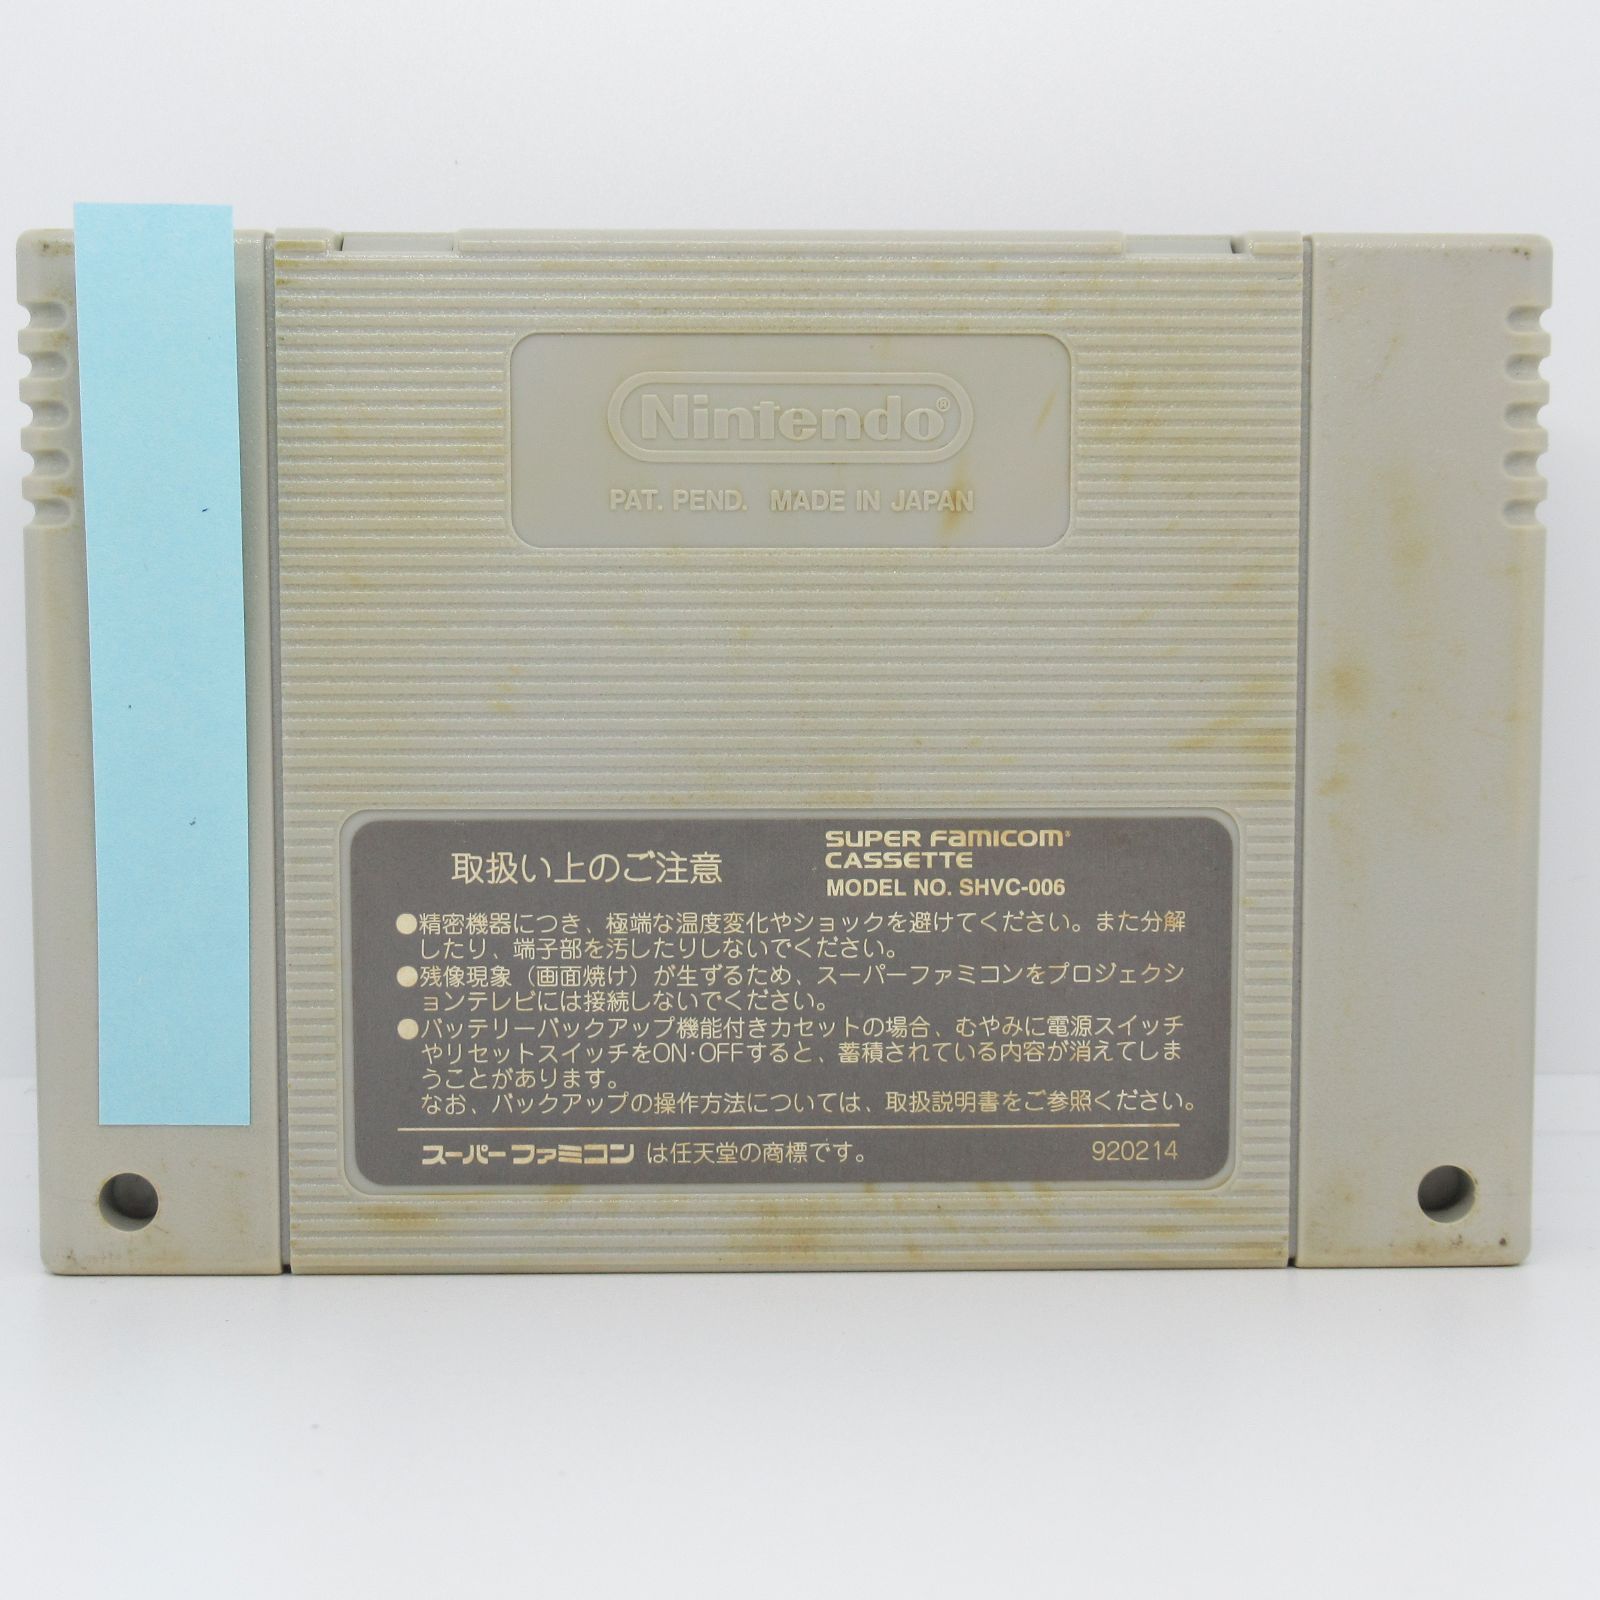 Nintendo®
PAT. PEND. MADE IN JAPAN
取扱い上のご注意
SUPER FAMICOM®
CASSETTE
MODEL NO. SHVC-006
●精密機器につき、極端な温度変化やショックを避けてください。また分解
したり、端子部を汚したりしないでください。
●残像現象（画面焼け）が生ずるため、スーパーファミコンをプロジェクシ
ョンテレビには接続しないでください。
●バッテリーバックアップ機能付きカセットの場合、むやみに電源スイッチ
やリセットスイッチをON･OFFすると、蓄積されている内容が消えてしま
うことがあります。
なお、バックアップの操作方法については、取扱説明書をご参照ください。
スーパーファミコン は任天堂の商標です。
920214